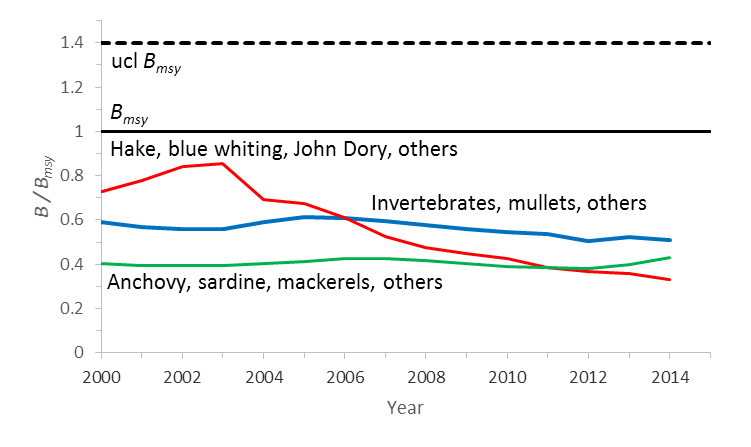 1.4
ucl Bmsy
1.2
Bmsy
1
Hake, blue whiting, John Dory, others
0.8
B / Bmsy
Invertebrates, mullets, others
0.6
0.4
Anchovy, sardine, mackerels, others
0.2
0
2000 2002 2004 2006 2008 2010 2012 2014
Year